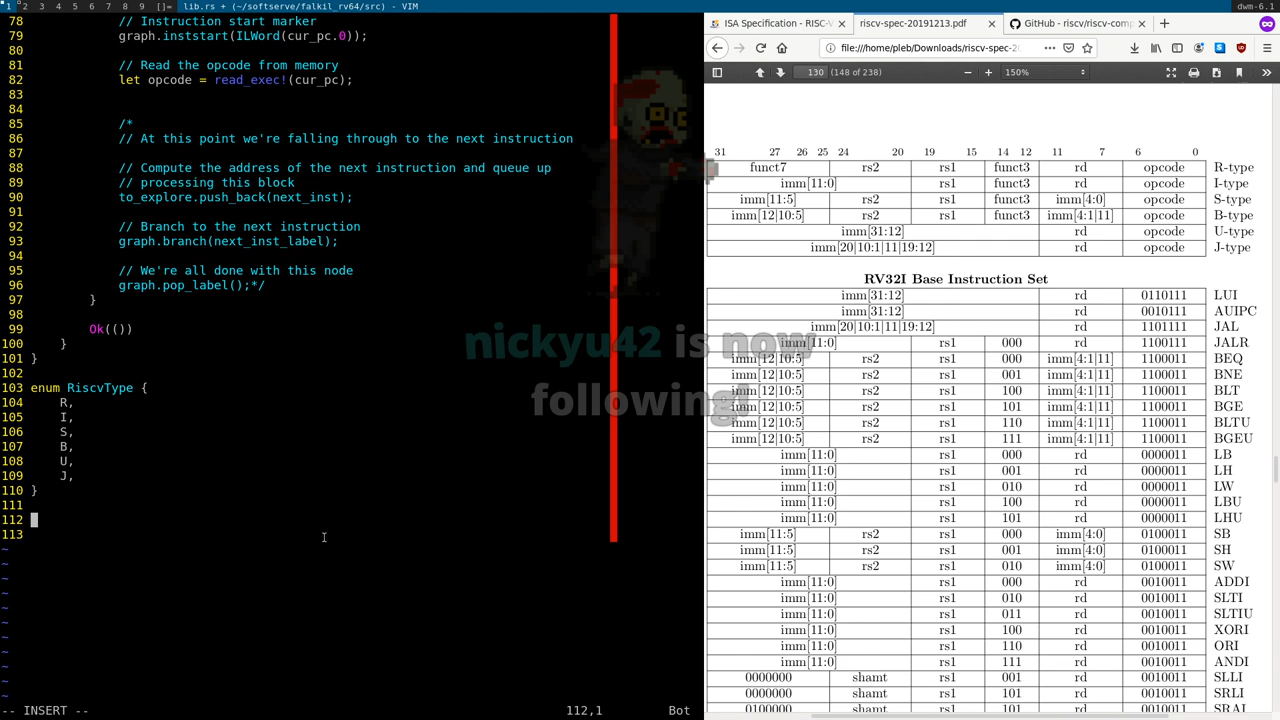 1 2 3 4 5 6 7 8 9 []= lib.rs + (~/softserve/falkil_rv64/src) - VIM
dwm-6.1
78 // Instruction start marker
79 graph.inststart(ILWord(cur_pc.0));
80
81 // Read the opcode from memory
82 let opcode = read_exec!(cur_pc);
83
84
85 /*
86 // At this point we're falling through to the next instruction
87
88 // Compute the address of the next instruction and queue up
89 // processing this block
90 to_explore.push_back(next_inst);
91
92 // Branch to the next instruction
93 graph.branch(next_inst_label);
94
95 // We're all done with this node
96 graph.pop_label();*/
97 }
98
99 Ok(())
100 }
101 }
102
103 enum RiscvType {
104 R,
105 I,
106 S,
107 B,
108 U,
109 J,
110 }
111
112
113
~
~
~
~
~
~
~
~
~
~
~
-- INSERT -- 112,1 Bot
nickyu42 is now
following!
ISA Specification - RISC-V
riscv-spec-20191213.pdf
GitHub - riscv/riscv-com
file:///home/pleb/Downloads/riscv-spec-2
130 (148 of 238) 150%
31 27 26 25 24 20 19 15 14 12 11 7 6 0
funct7 rs2 rs1 funct3 rd opcode R-type
imm[11:0] rs1 funct3 rd opcode I-type
imm[11:5] rs2 rs1 funct3 imm[4:0] opcode S-type
imm[12|10:5] rs2 rs1 funct3 imm[4:1|11] opcode B-type
imm[31:12] rd opcode U-type
imm[20|10:1|11|19:12] rd opcode J-type
RV32I Base Instruction Set
imm[31:12] rd 0110111 LUI
imm[31:12] rd 0010111 AUIPC
imm[20|10:1|11|19:12] rd 1101111 JAL
imm[11:0] rs1 000 rd 1100111 JALR
imm[12|10:5] rs2 rs1 000 imm[4:1|11] 1100011 BEQ
imm[12|10:5] rs2 rs1 001 imm[4:1|11] 1100011 BNE
imm[12|10:5] rs2 rs1 100 imm[4:1|11] 1100011 BLT
imm[12|10:5] rs2 rs1 101 imm[4:1|11] 1100011 BGE
imm[12|10:5] rs2 rs1 110 imm[4:1|11] 1100011 BLTU
imm[12|10:5] rs2 rs1 111 imm[4:1|11] 1100011 BGEU
imm[11:0] rs1 000 rd 0000011 LB
imm[11:0] rs1 001 rd 0000011 LH
imm[11:0] rs1 010 rd 0000011 LW
imm[11:0] rs1 100 rd 0000011 LBU
imm[11:0] rs1 101 rd 0000011 LHU
imm[11:5] rs2 rs1 000 imm[4:0] 0100011 SB
imm[11:5] rs2 rs1 001 imm[4:0] 0100011 SH
imm[11:5] rs2 rs1 010 imm[4:0] 0100011 SW
imm[11:0] rs1 000 rd 0010011 ADDI
imm[11:0] rs1 010 rd 0010011 SLTI
imm[11:0] rs1 011 rd 0010011 SLTIU
imm[11:0] rs1 100 rd 0010011 XORI
imm[11:0] rs1 110 rd 0010011 ORI
imm[11:0] rs1 111 rd 0010011 ANDI
0000000 shamt rs1 001 rd 0010011 SLLI
0000000 shamt rs1 101 rd 0010011 SRLI
0100000 shamt rs1 101 rd 0010011 SRAI